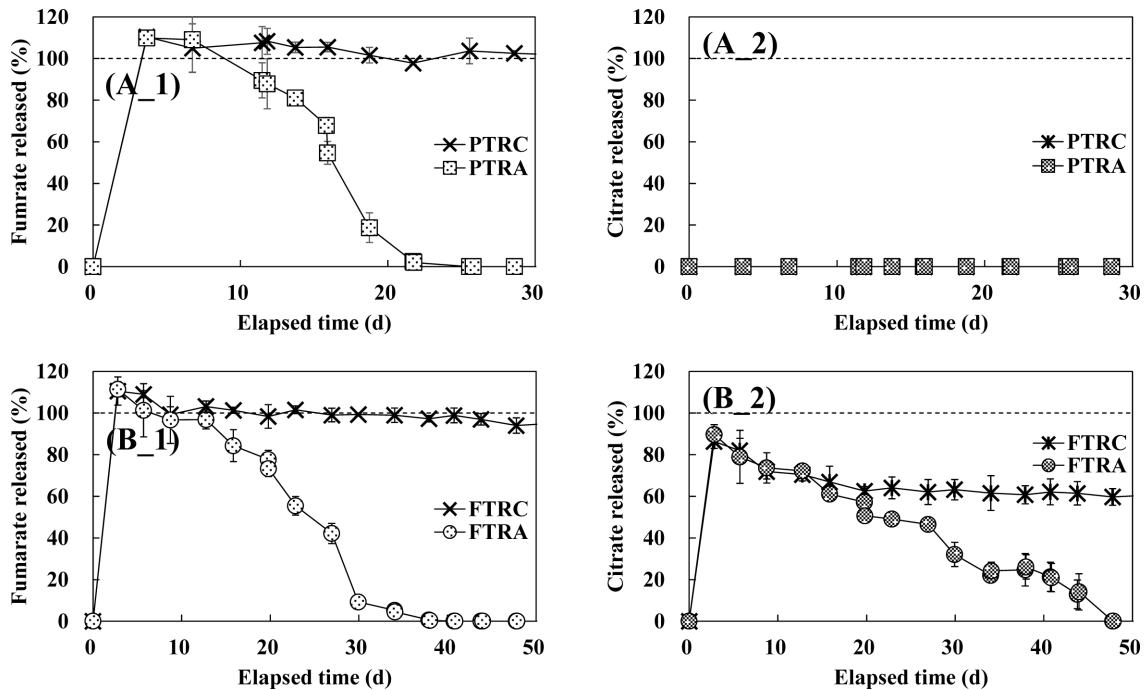 Fumrate released (%)
120
100
80
60
40
20
0
(A_1)
PTRC
PTRA
0 10 20 30
Elapsed time (d)
Citrate released (%)
120
100
80
60
40
20
0
(A_2)
PTRC
PTRA
0 10 20 30
Elapsed time (d)
Fumarate released (%)
120
100
80
60
40
20
0
(B_1)
FTRC
FTRA
0 10 20 30 40 50
Elapsed time (d)
Citrate released (%)
120
100
80
60
40
20
0
(B_2)
FTRC
FTRA
0 10 20 30 40 50
Elapsed time (d)